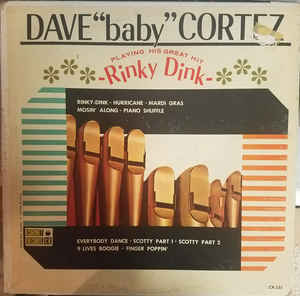 DAVE "baby" CORTEZ
PLAYING HIS GREAT HIT
-Rinky Dink-
RINKY-DINK · HURRICANE · MARDI GRAS
MOSIN' ALONG · PIANO SHUFFLE
EVERYBODY DANCE · SCOTTY PART 1 · SCOTTY PART 2
9 LIVES BOOGIE · FINGER POPPIN'